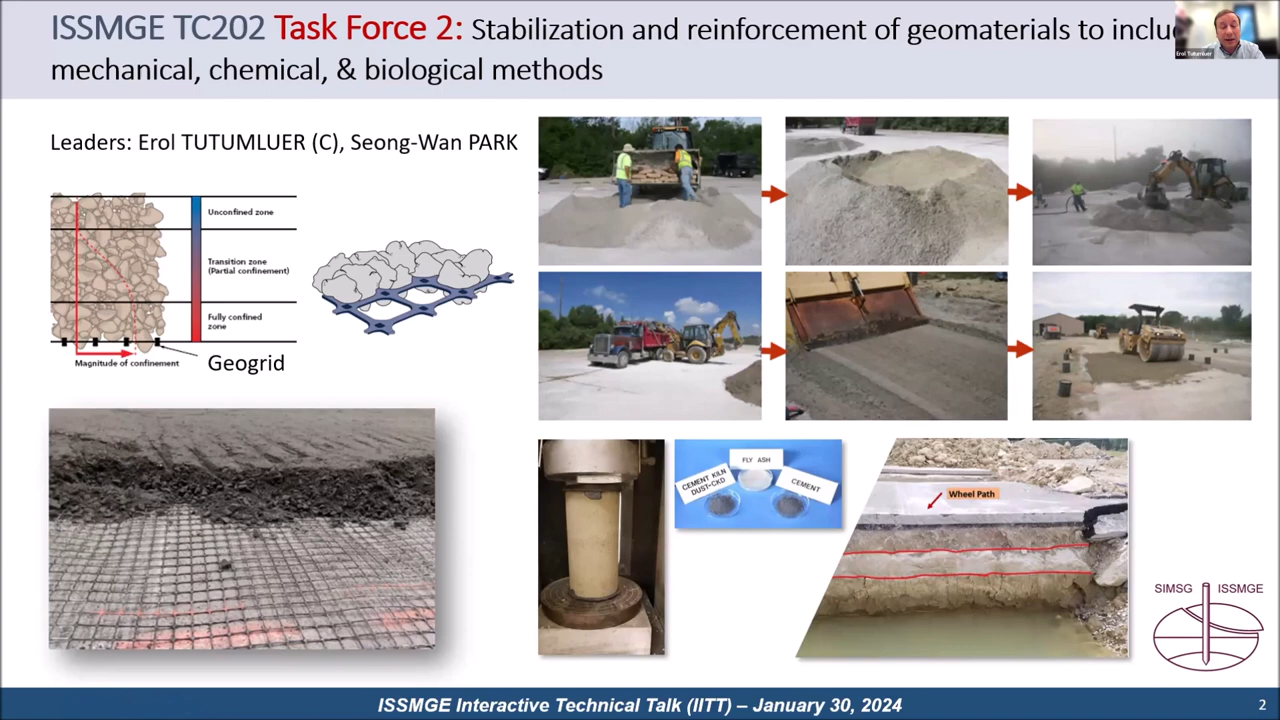 ISSMGE TC202 Task Force 2: Stabilization and reinforcement of geomaterials to inclu
mechanical, chemical, & biological methods
Erol Tutumluer
Leaders: Erol TUTUMLUER (C), Seong-Wan PARK
Unconfined zone
Transition zone
(Partial confinement)
Fully confined
zone
Magnitude of confinement
Geogrid
FLY ASH
CEMENT KILN
DUST-CKD
CEMENT
Wheel Path
SIMSG ISSMGE
ISSMGE Interactive Technical Talk (IITT) – January 30, 2024
2